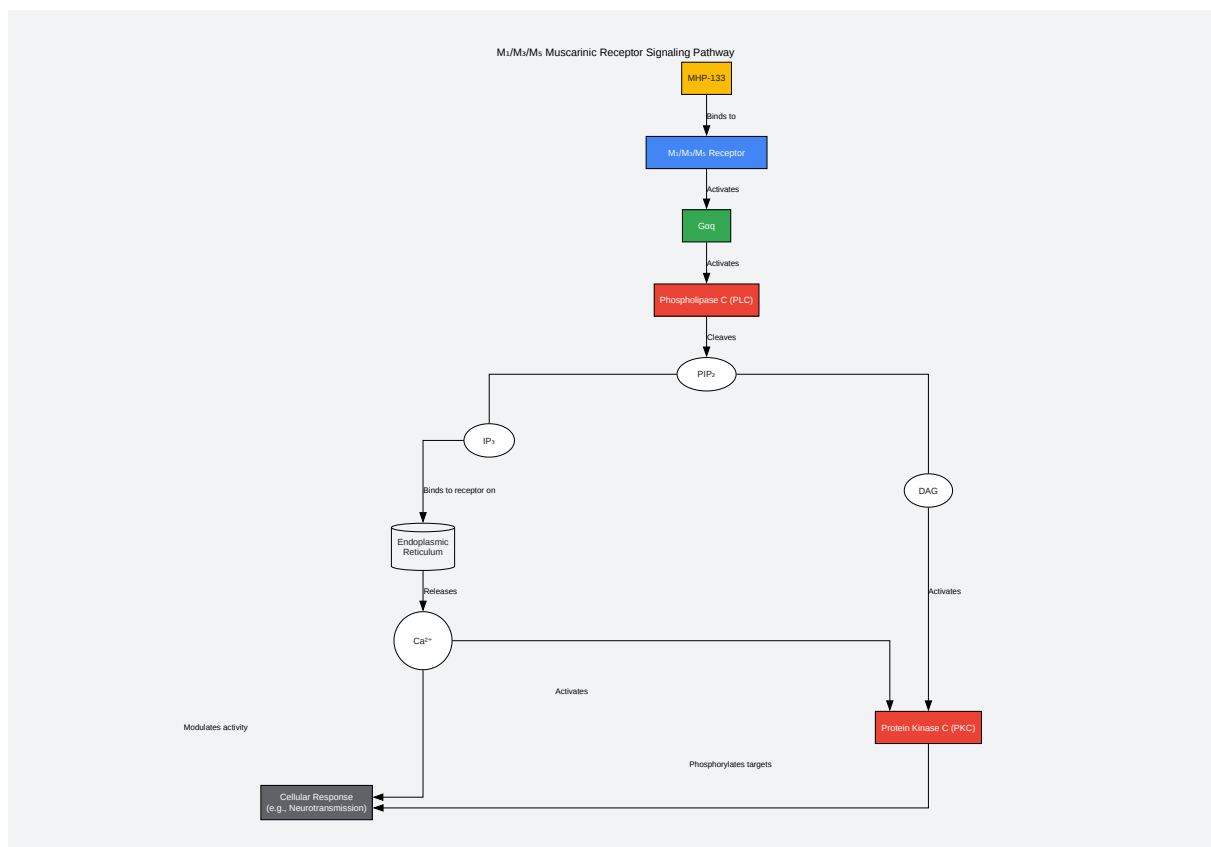 M₁/M₃/M₅ Muscarinic Receptor Signaling Pathway
MHP-133
Binds to
M₁/M₃/M₅ Receptor
Activates
Gαq
Activates
Phospholipase C (PLC)
Cleaves
PIP₂
IP₃
Binds to receptor on
DAG
Endoplasmic
Reticulum
Releases
Activates
Ca²⁺
Activates
Modulates activity
Protein Kinase C (PKC)
Phosphorylates targets
Cellular Response
(e.g., Neurotransmission)